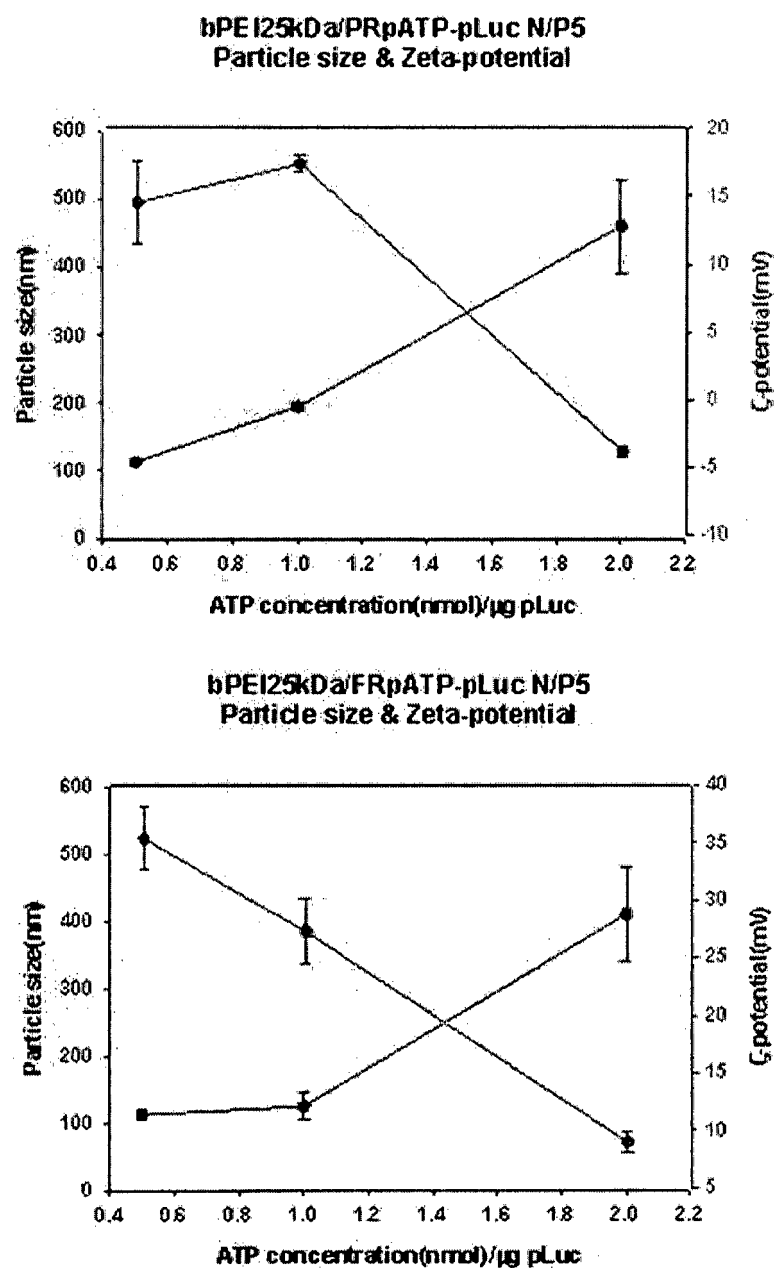 bPEI25kDa/PRpATP-pLuc N/P5
Particle size & Zeta-potential
600
500
400
300
200
100
0
Particle size(nm)
20
15
10
5
0
-5
-10
ζ-potential(mV)
0.4 0.6 0.8 1.0 1.2 1.4 1.6 1.8 2.0 2.2
ATP concentration(nmol)/µg pLuc
bPEI25kDa/FRpATP-pLuc N/P5
Particle size & Zeta-potential
600
500
400
300
200
100
0
Particle size(nm)
40
35
30
25
20
15
10
5
ζ-potential(mV)
0.4 0.6 0.8 1.0 1.2 1.4 1.6 1.8 2.0 2.2
ATP concentration(nmol)/µg pLuc